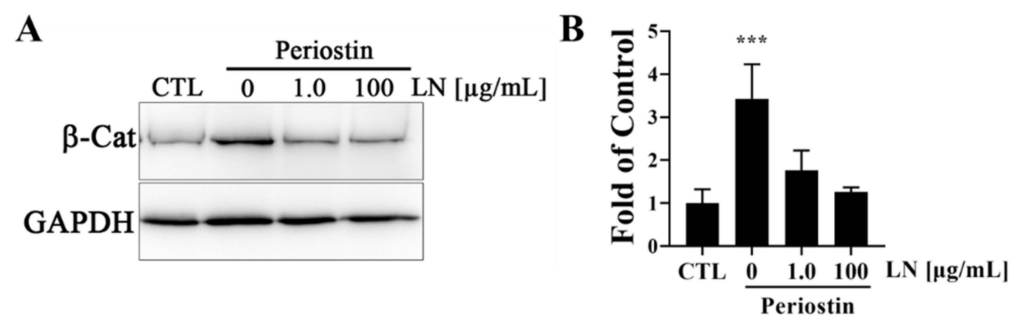 A
Periostin
CTL 0 1.0 100 LN [µg/mL]
β-Cat
GAPDH
B
Fold of Control
5
4
3
2
1
0
***
CTL 0 1.0 100 LN [µg/mL]
Periostin